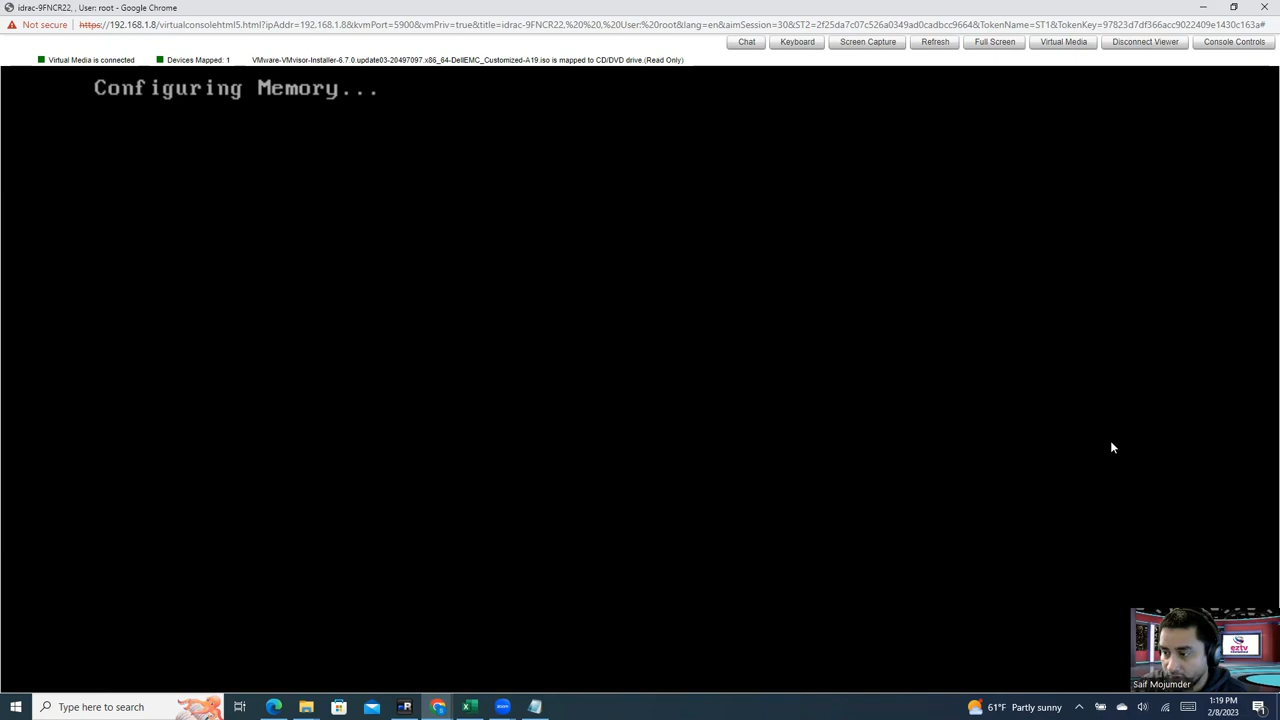 idrac-9FNCR22, , User: root - Google Chrome
Not secure https://192.168.1.8/virtualconsolehtml5.html?ipAddr=192.168.1.8&kvmPort=5900&vmPriv=true&title=idrac-9FNCR22,%20%20,%20User:%20root&lang=en&aimSession=30&ST2=2f25da7c07c526a0349ad0cadbcc9664&TokenName=ST1&TokenKey=97823d7df366acc9022409e1430c163a#
Chat Keyboard Screen Capture Refresh Full Screen Virtual Media Disconnect Viewer Console Controls
Virtual Media is connected Devices Mapped: 1 VMware-VMvisor-Installer-6.7.0.update03-20497097.x86_64-DellEMC_Customized-A19.iso is mapped to CD/DVD drive (Read Only)
Configuring Memory...
eztv
Saif Mojumder
Type here to search
61°F Partly sunny
1:19 PM
2/8/2023